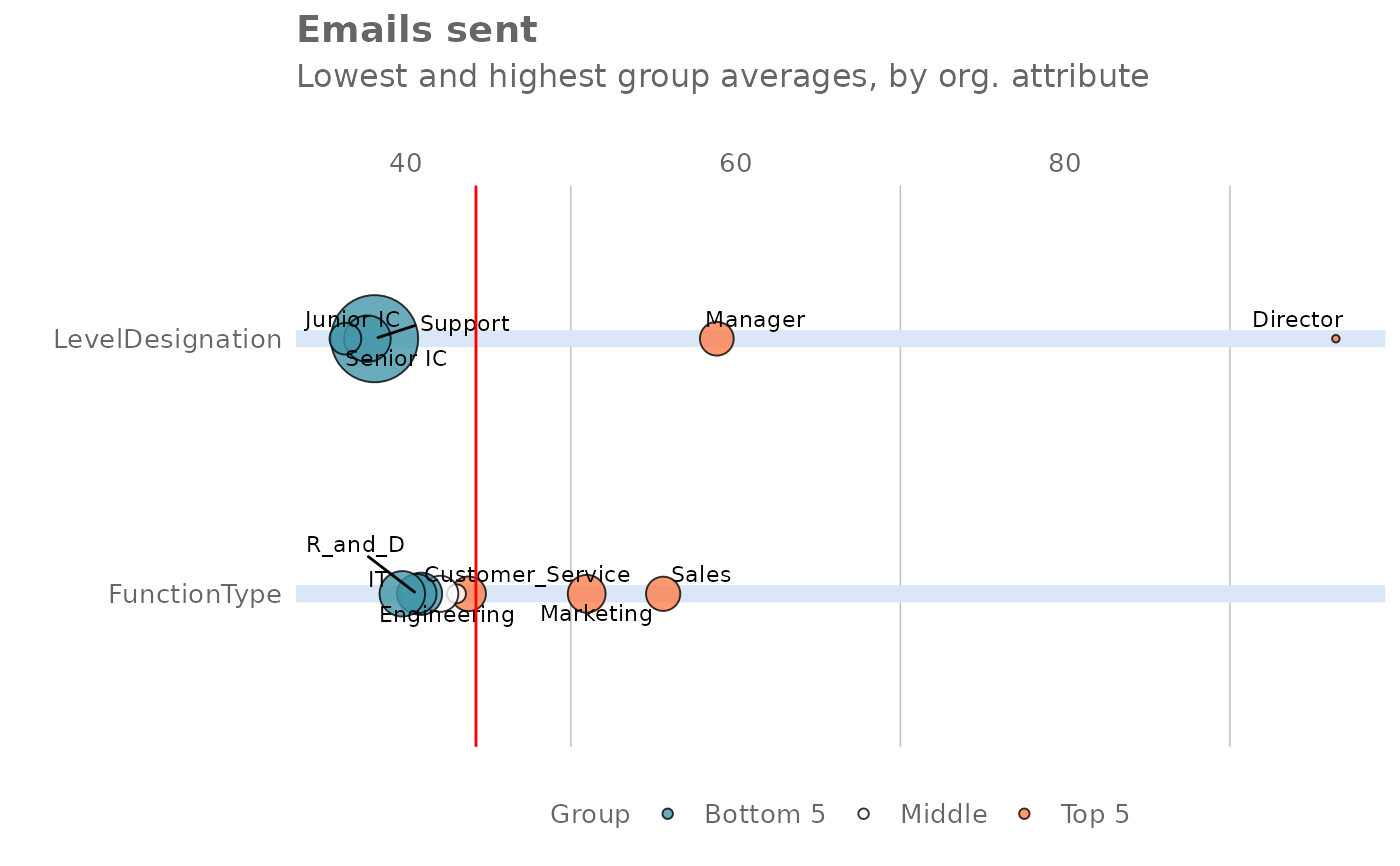 Emails sent
Lowest and highest group averages, by org. attribute
40 60 80
Junior IC Support Manager Director
LevelDesignation
Senior IC
R_and_D
IT Customer_Service Sales
FunctionType
Engineering Marketing
Group Bottom 5 Middle Top 5